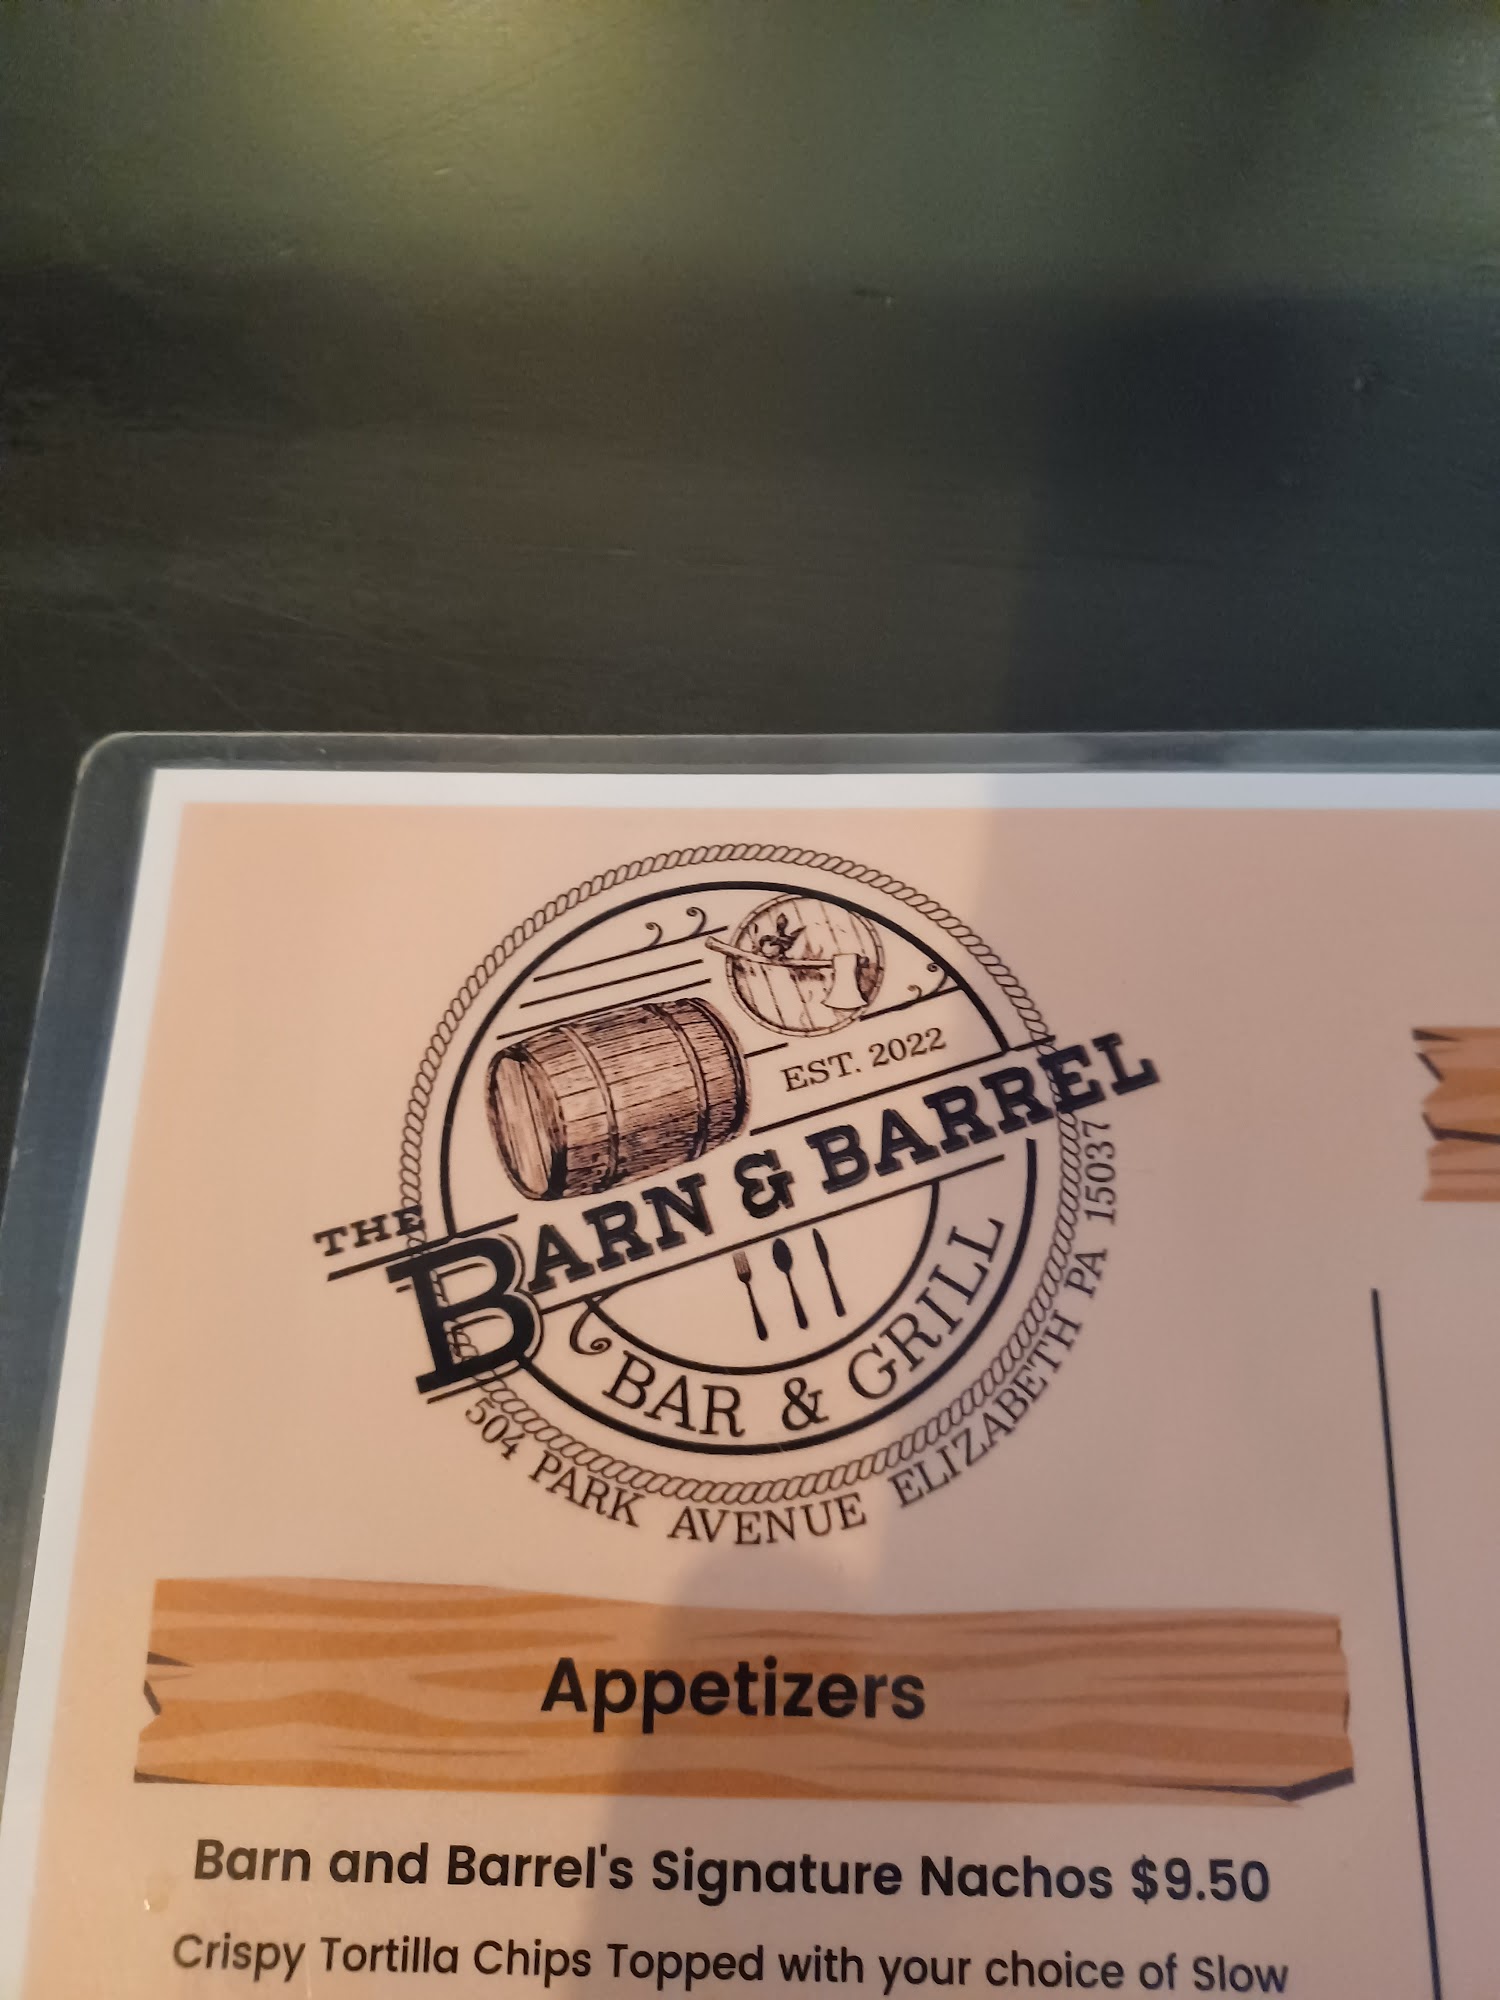 EST. 2022
THE
BARN & BARREL
BAR & GRILL
504 PARK AVENUE ELIZABETH PA 15037
Appetizers
Barn and Barrel's Signature Nachos $9.50
Crispy Tortilla Chips Topped with your choice of Slow